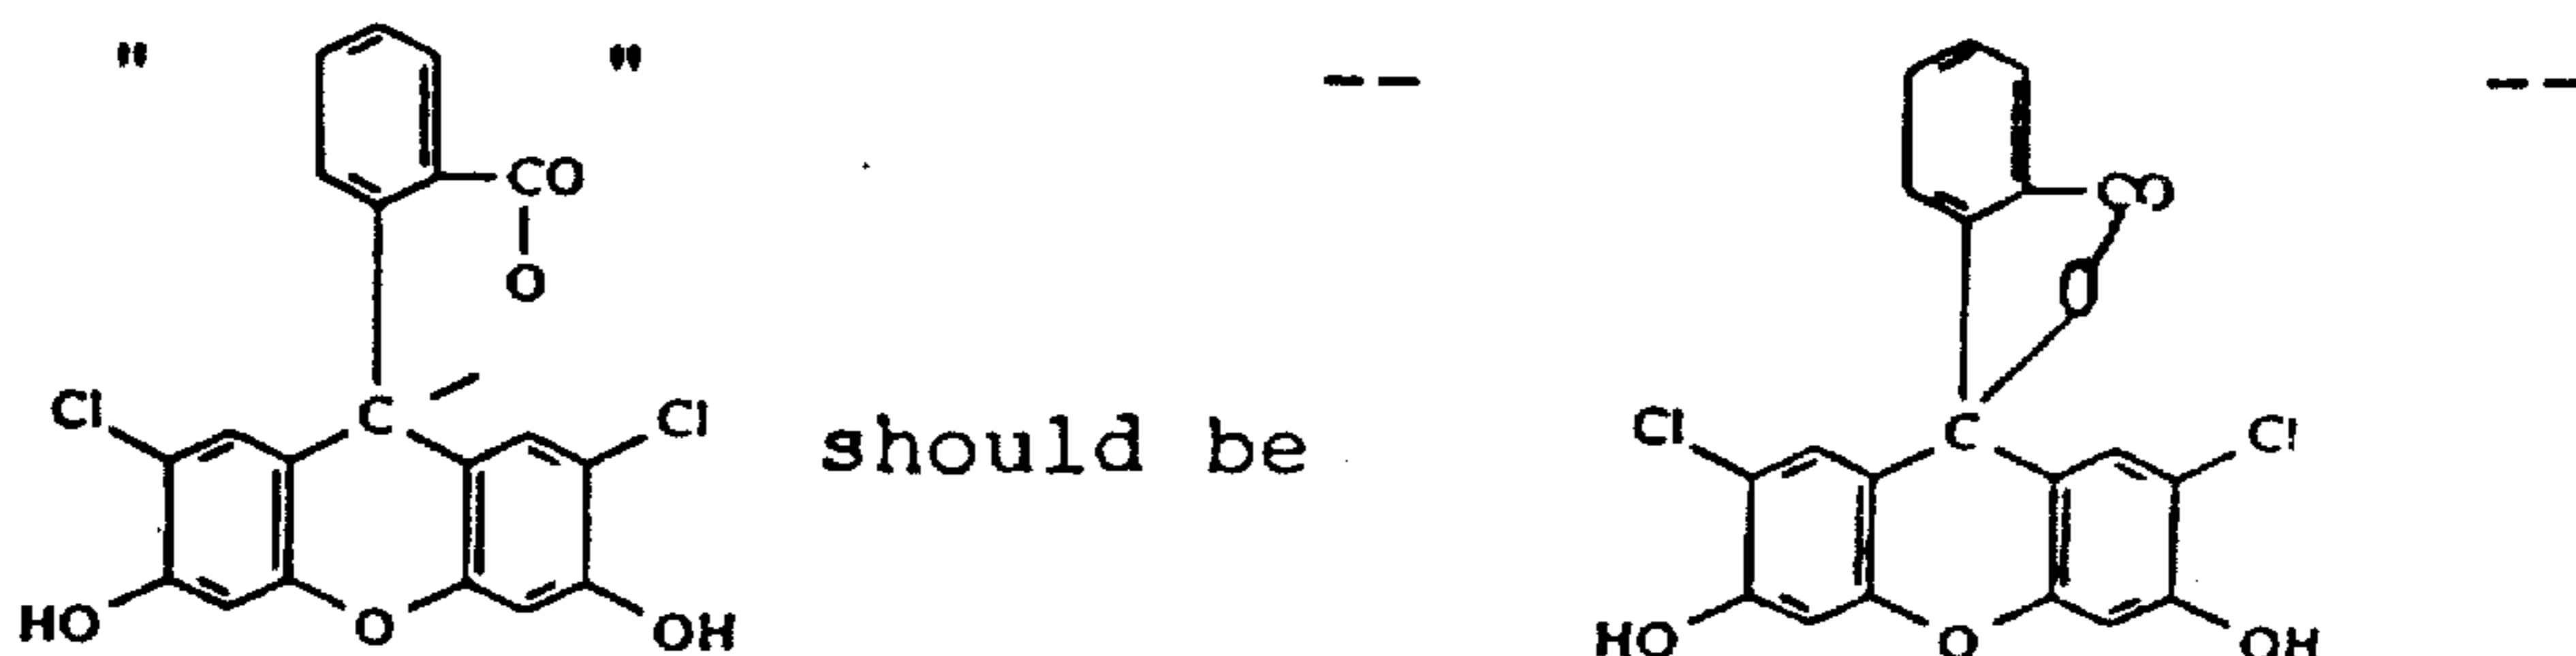 " " -- --
CO CO
O O
C C
Cl Cl should be Cl Cl
HO O OH HO O OH